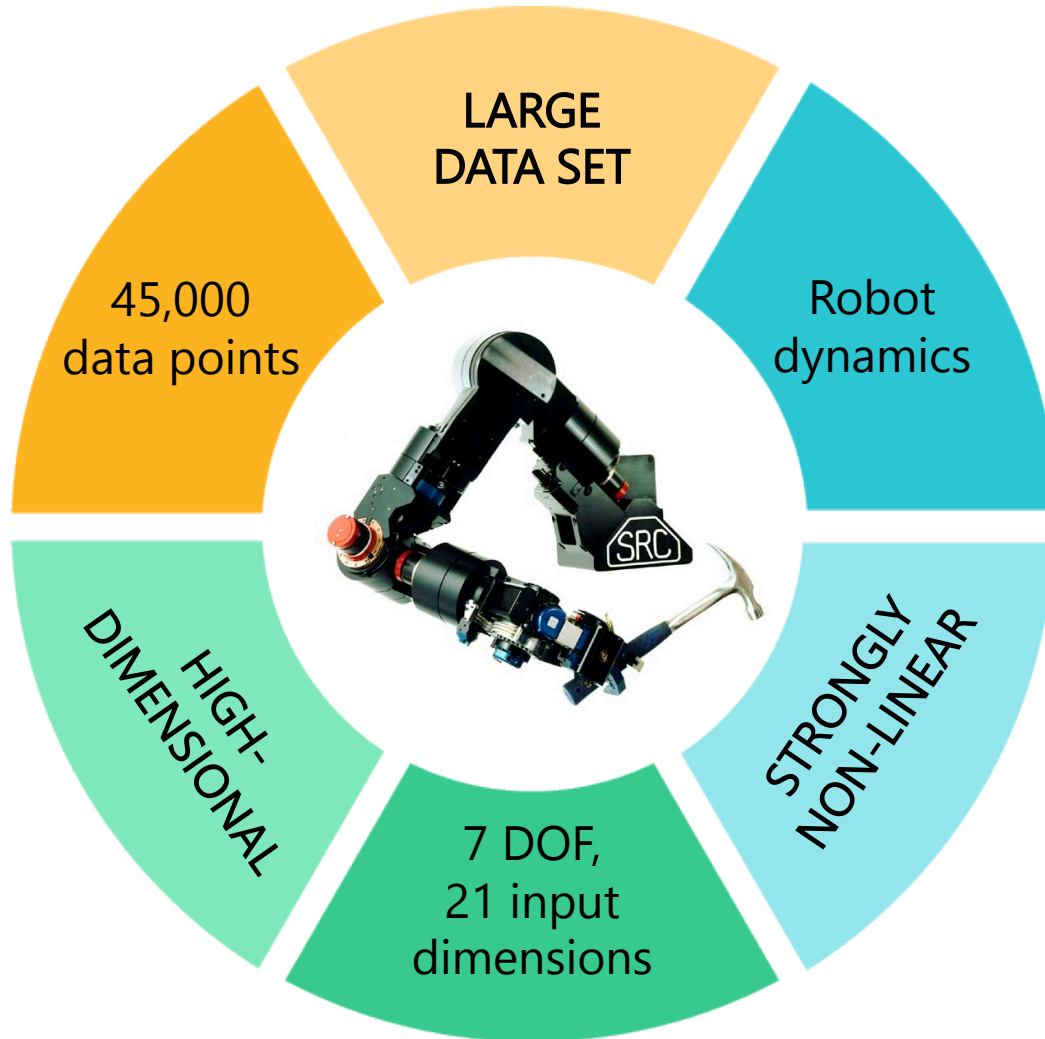 LARGE
DATA SET
45,000
data points
Robot
dynamics
SRC
HIGH-
DIMENSIONAL
STRONGLY
NON-LINEAR
7 DOF,
21 input
dimensions